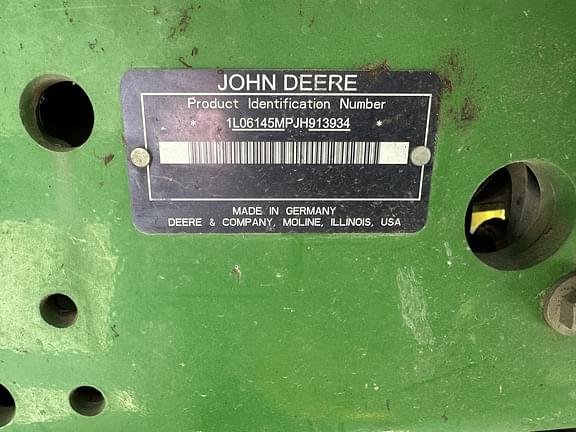 JOHN DEERE
Product Identification Number
* 1L06145MPJH913934 *
MADE IN GERMANY
DEERE & COMPANY, MOLINE, ILLINOIS, USA